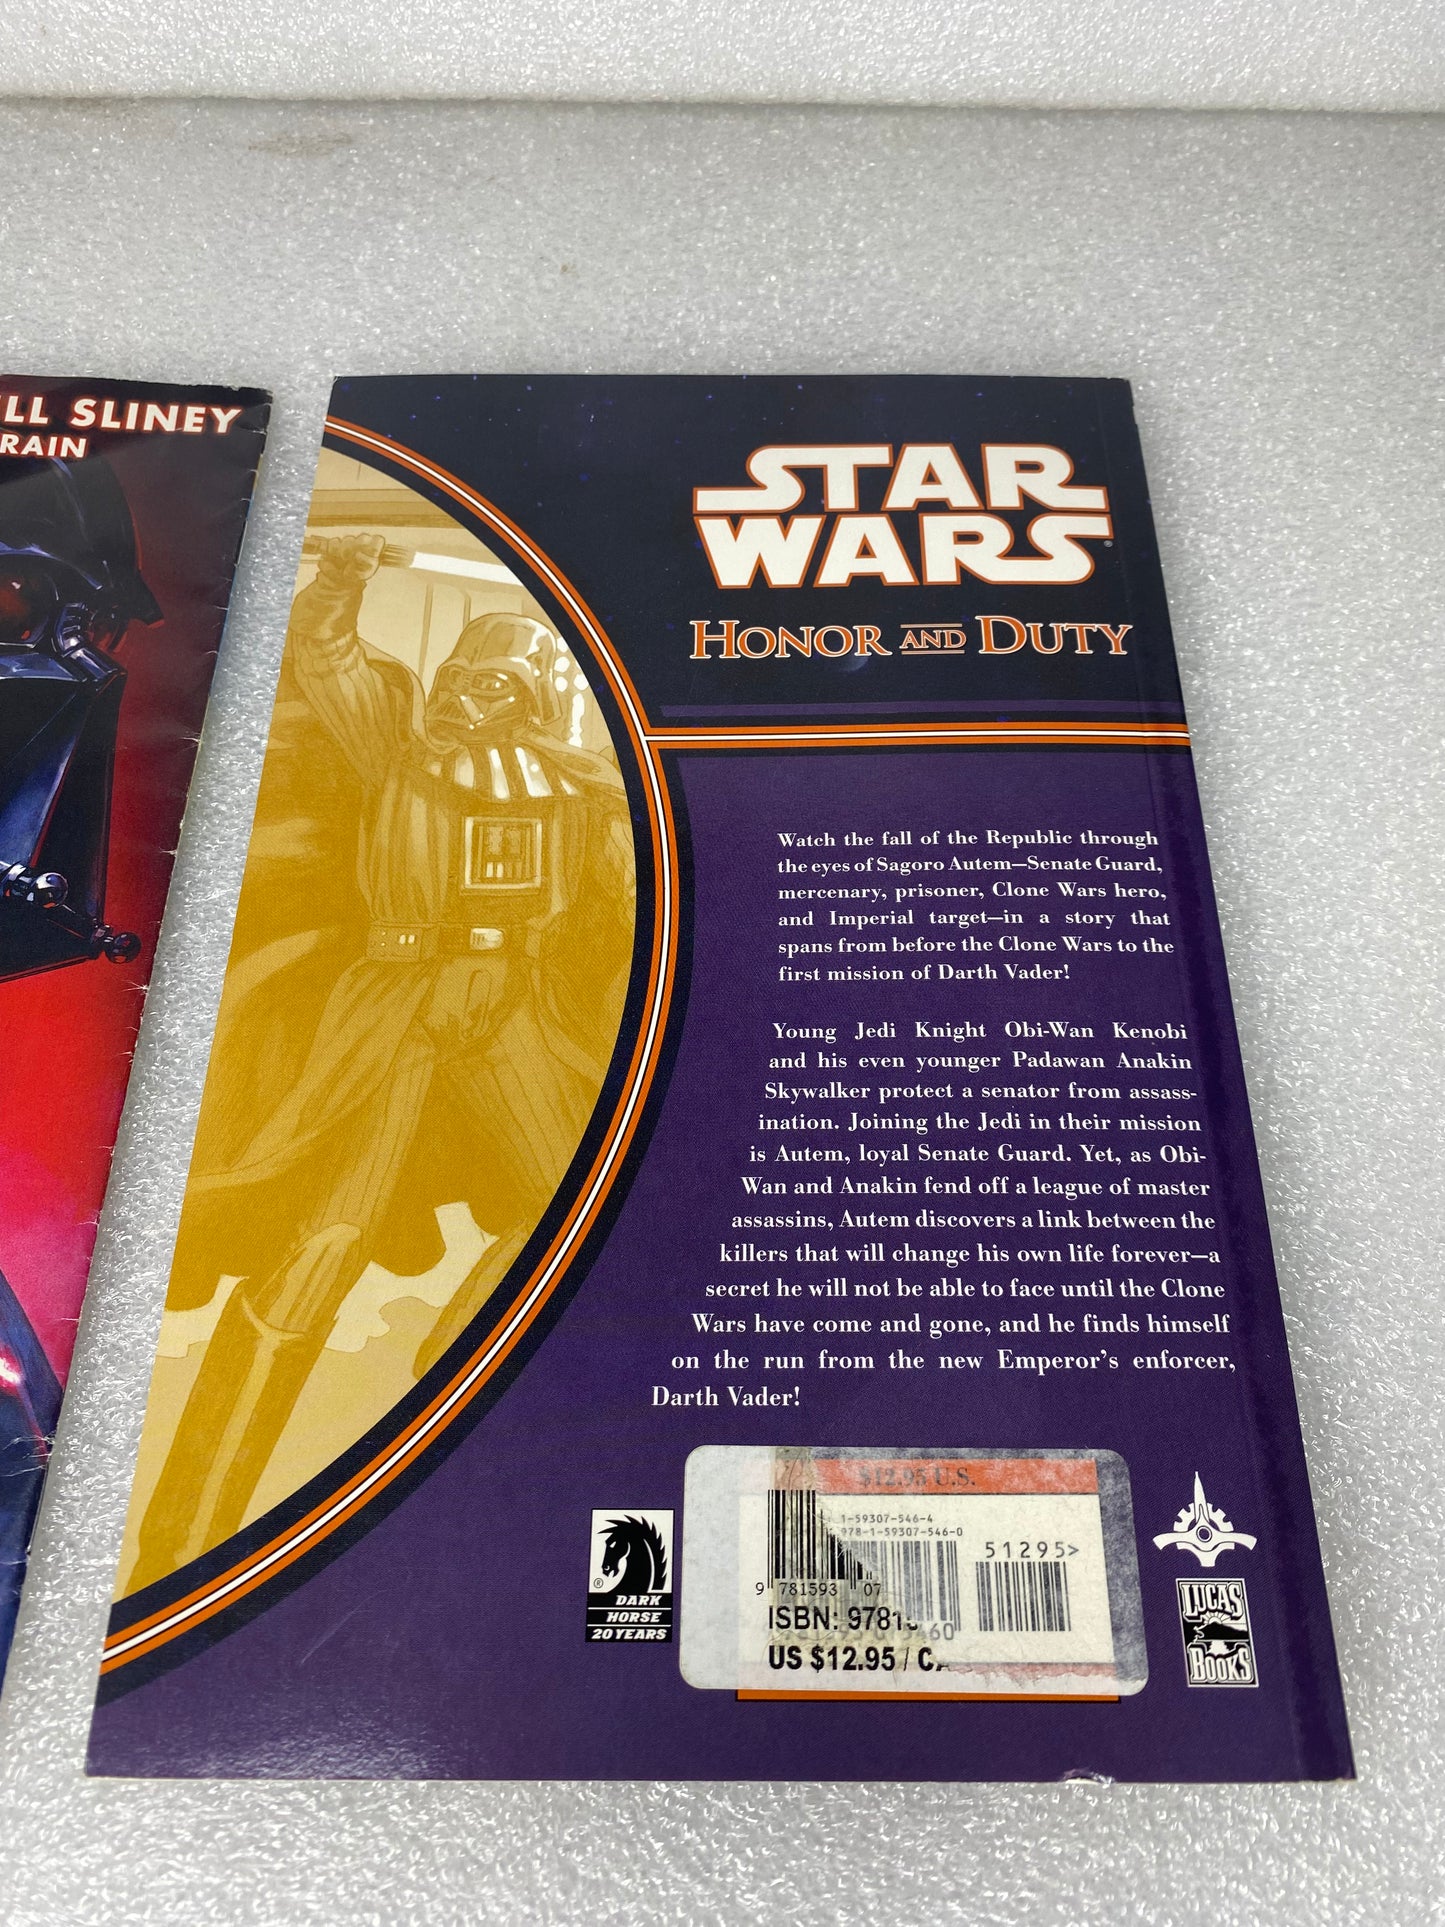 ILL SLINEY
RAIN
STAR
WARS
®
HONOR AND DUTY
Watch the fall of the Republic through
the eyes of Sagoro Autem—Senate Guard,
mercenary, prisoner, Clone Wars hero,
and Imperial target—in a story that
spans from before the Clone Wars to the
first mission of Darth Vader!
Young Jedi Knight Obi-Wan Kenobi
and his even younger Padawan Anakin
Skywalker protect a senator from assass-
ination. Joining the Jedi in their mission
is Autem, loyal Senate Guard. Yet, as Obi-
Wan and Anakin fend off a league of master
assassins, Autem discovers a link between the
killers that will change his own life forever—a
secret he will not be able to face until the Clone
Wars have come and gone, and he finds himself
on the run from the new Emperor's enforcer,
Darth Vader!
$12.95 U.S.
1-59307-546-4
978-1-59307-546-0
51295>
9 781593 07
ISBN: 9781
US $12.95 / CA
®
DARK
HORSE
20 YEARS
LUCAS
BOOKS